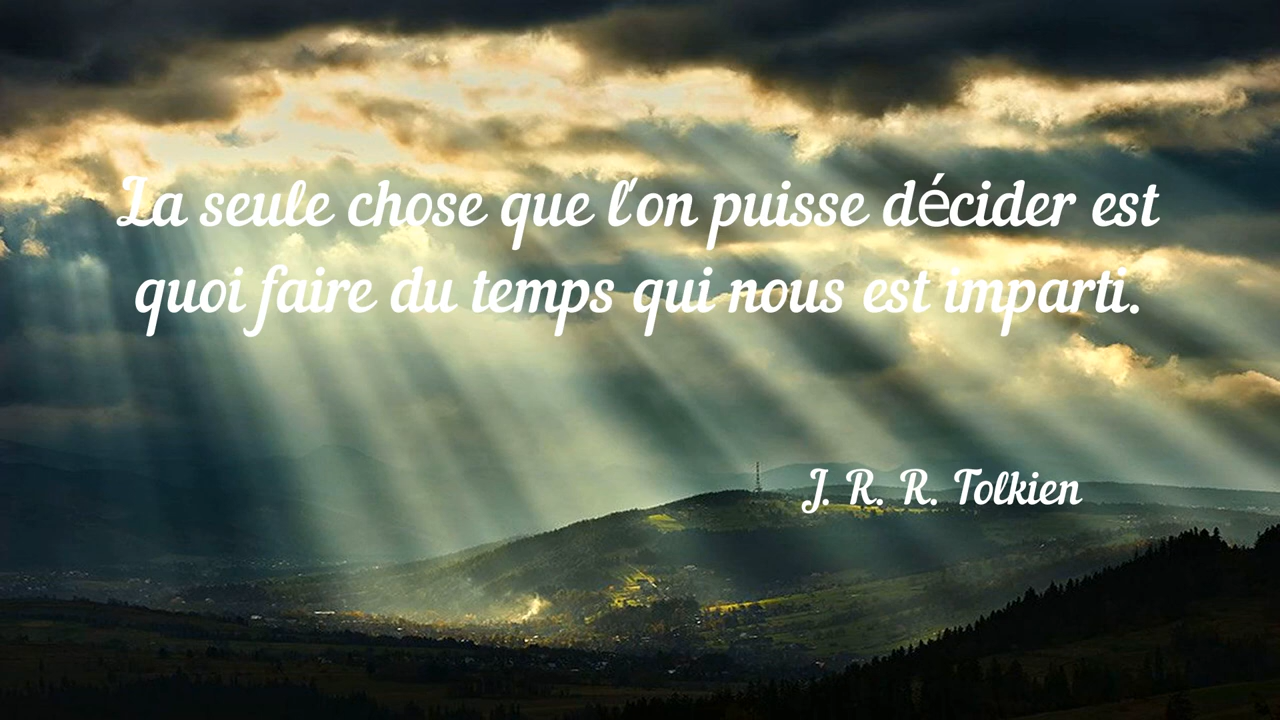 La seule chose que l'on puisse décider est
quoi faire du temps qui nous est imparti.
J. R. R. Tolkien